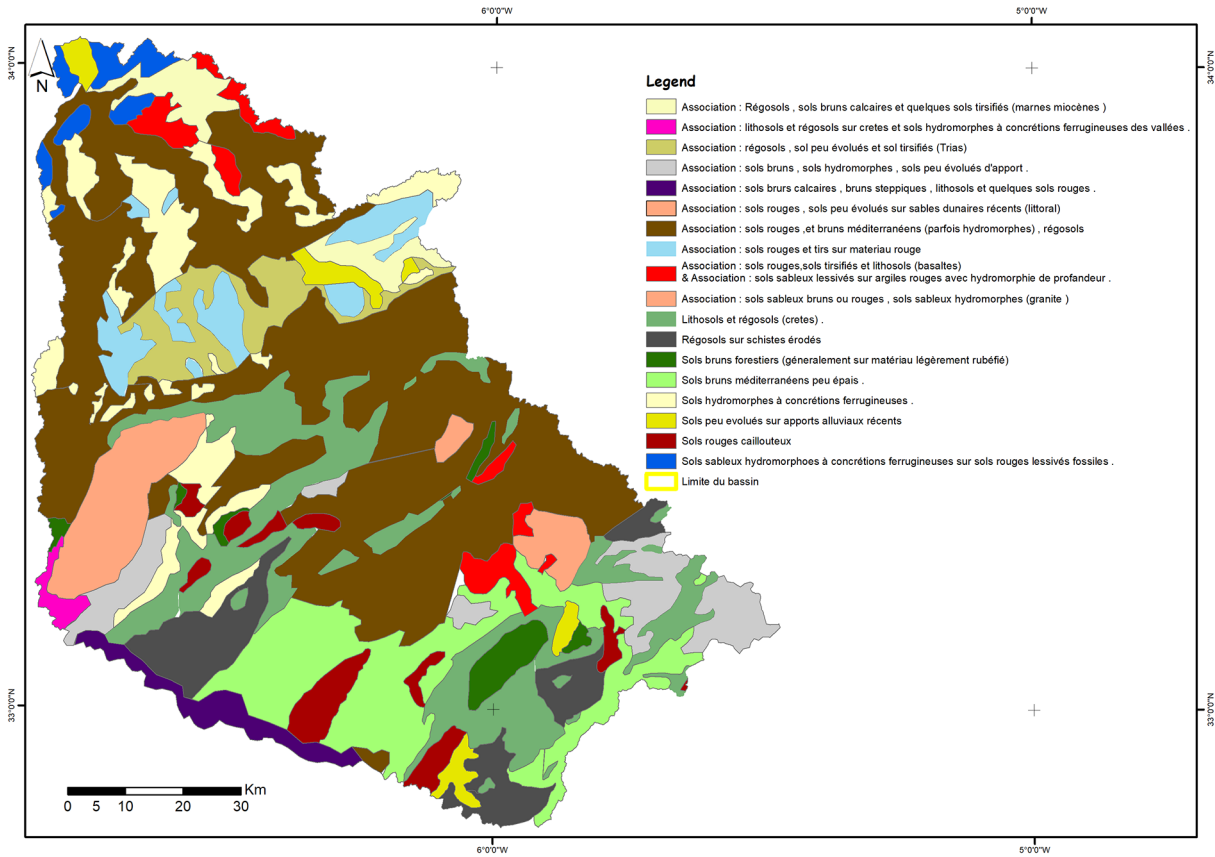 6°0'0"W
5°0'0"W
34°0'0"N
34°0'0"N
N
Legend
Association : Régosols , sols bruns calcaires et quelques sols tirsifiés (marnes miocènes )
Association : lithosols et régosols sur cretes et sols hydromorphes à concrétions ferrugineuses des vallées .
Association : régosols , sol peu évolués et sol tirsifiés (Trias)
Association : sols bruns , sols hydromorphes , sols peu évolués d'apport .
Association : sols brurs calcaires , bruns steppiques , lithosols et quelques sols rouges .
Association : sols rouges , sols peu évolués sur sables dunaires récents (littoral)
Association : sols rouges ,et bruns méditerranéens (parfois hydromorphes) , régosols
Association : sols rouges et tirs sur materiau rouge
Association : sols rouges,sols tirsifiés et lithosols (basaltes)
& Association : sols sableux lessivés sur argiles rouges avec hydromorphie de profandeur .
Association : sols sableux bruns ou rouges , sols sableux hydromorphes (granite )
Lithosols et régosols (cretes) .
Régosols sur schistes érodés
Sols bruns forestiers (géneralement sur matériau légèrement rubéfié)
Sols bruns méditerranéens peu épais .
Sols hydromorphes à concrétions ferrugineuses .
Sols peu evolués sur apports alluviaux récents
Sols rouges caillouteux
Sols sableux hydromorphoes à concrétions ferrugineuses sur sols rouges lessivés fossiles .
Limite du bassin
33°0'0"N
33°0'0"N
Km
0 5 10 20 30
6°0'0"W
5°0'0"W